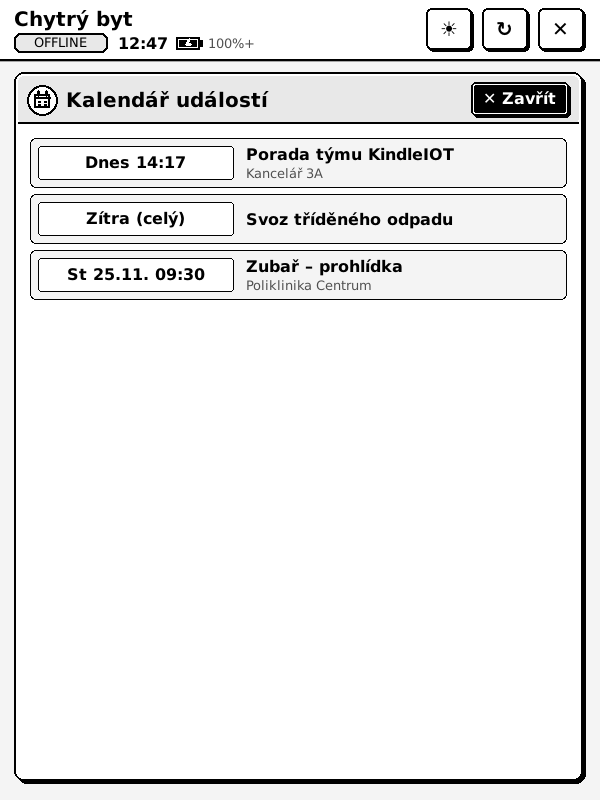 Chytrý byt
OFFLINE 12:47 100%+
Kalendář událostí
✕ Zavřít
Dnes 14:17
Porada týmu KindleIOT
Kancelář 3A
Zítra (celý)
Svoz tříděného odpadu
St 25.11. 09:30
Zubař – prohlídka
Poliklinika Centrum